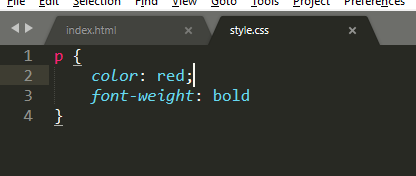 File Edit Selection Find View Goto Tools Project Preferences
index.html × style.css ×
1 p {
2 color: red;
3 font-weight: bold
4 }